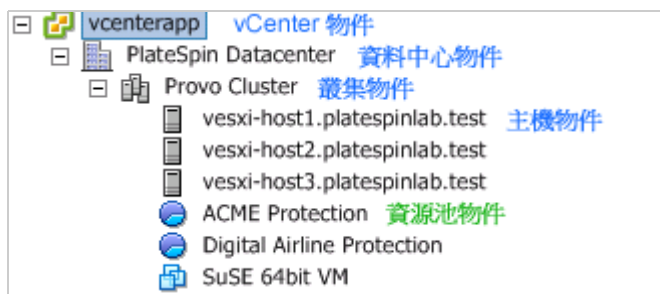 vcenterapp vCenter 物件
PlateSpin Datacenter 資料中心物件
Provo Cluster 叢集物件
vesxi-host1.platespinlab.test 主機物件
vesxi-host2.platespinlab.test
vesxi-host3.platespinlab.test
ACME Protection 資源池物件
Digital Airline Protection
SuSE 64bit VM